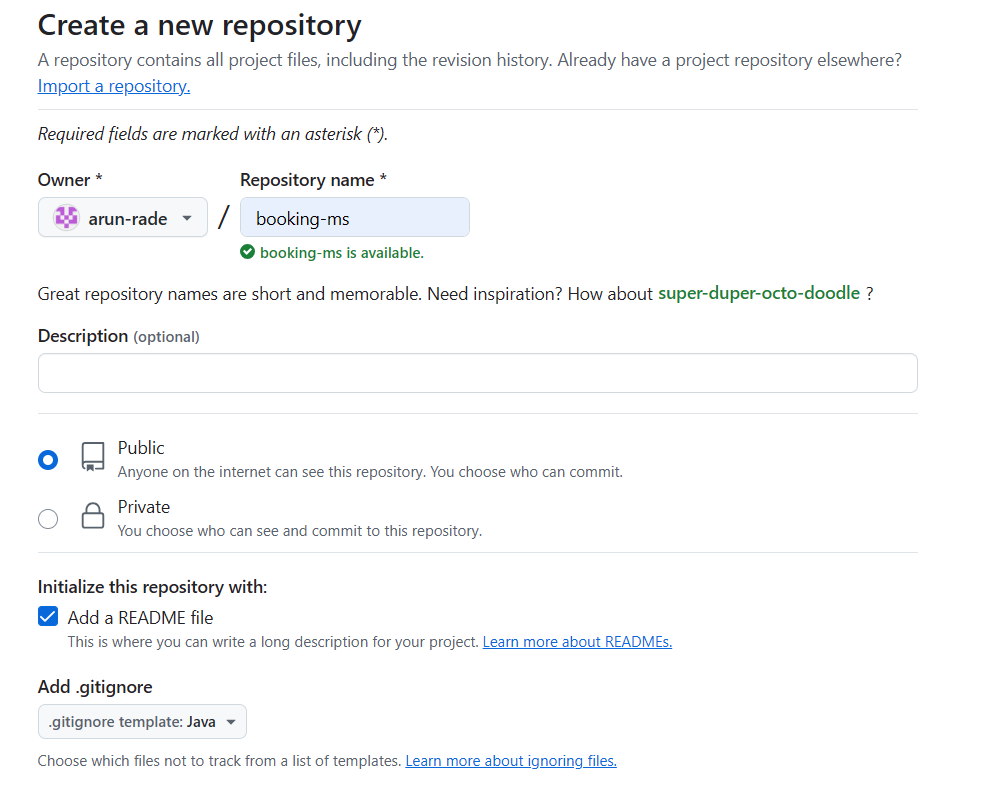 Create a new repository
A repository contains all project files, including the revision history. Already have a project repository elsewhere?
Import a repository.
Required fields are marked with an asterisk (*).
Owner * Repository name *
arun-rade / booking-ms
booking-ms is available.
Great repository names are short and memorable. Need inspiration? How about super-duper-octo-doodle ?
Description (optional)
Public
Anyone on the internet can see this repository. You choose who can commit.
Private
You choose who can see and commit to this repository.
Initialize this repository with:
Add a README file
This is where you can write a long description for your project. Learn more about READMEs.
Add .gitignore
.gitignore template: Java
Choose which files not to track from a list of templates. Learn more about ignoring files.